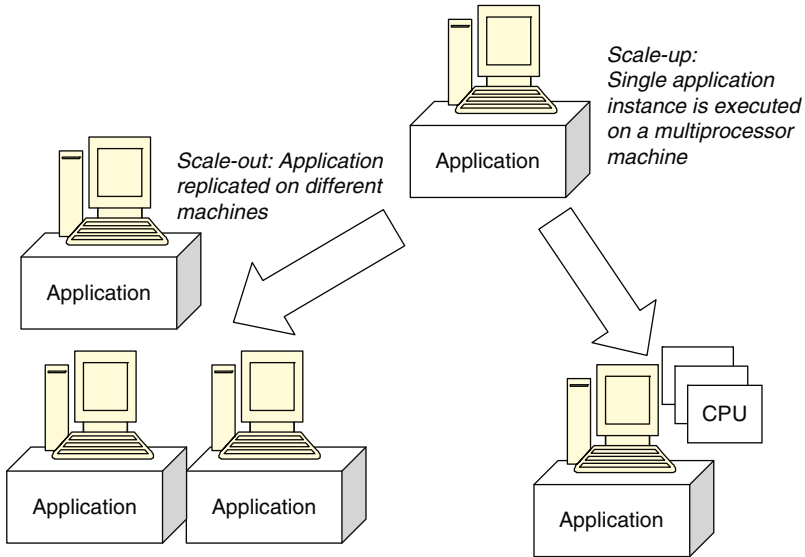 Scale-up:
Single application
instance is executed
on a multiprocessor
machine
Application
Scale-out: Application
replicated on different
machines
Application
Application
Application
CPU
Application